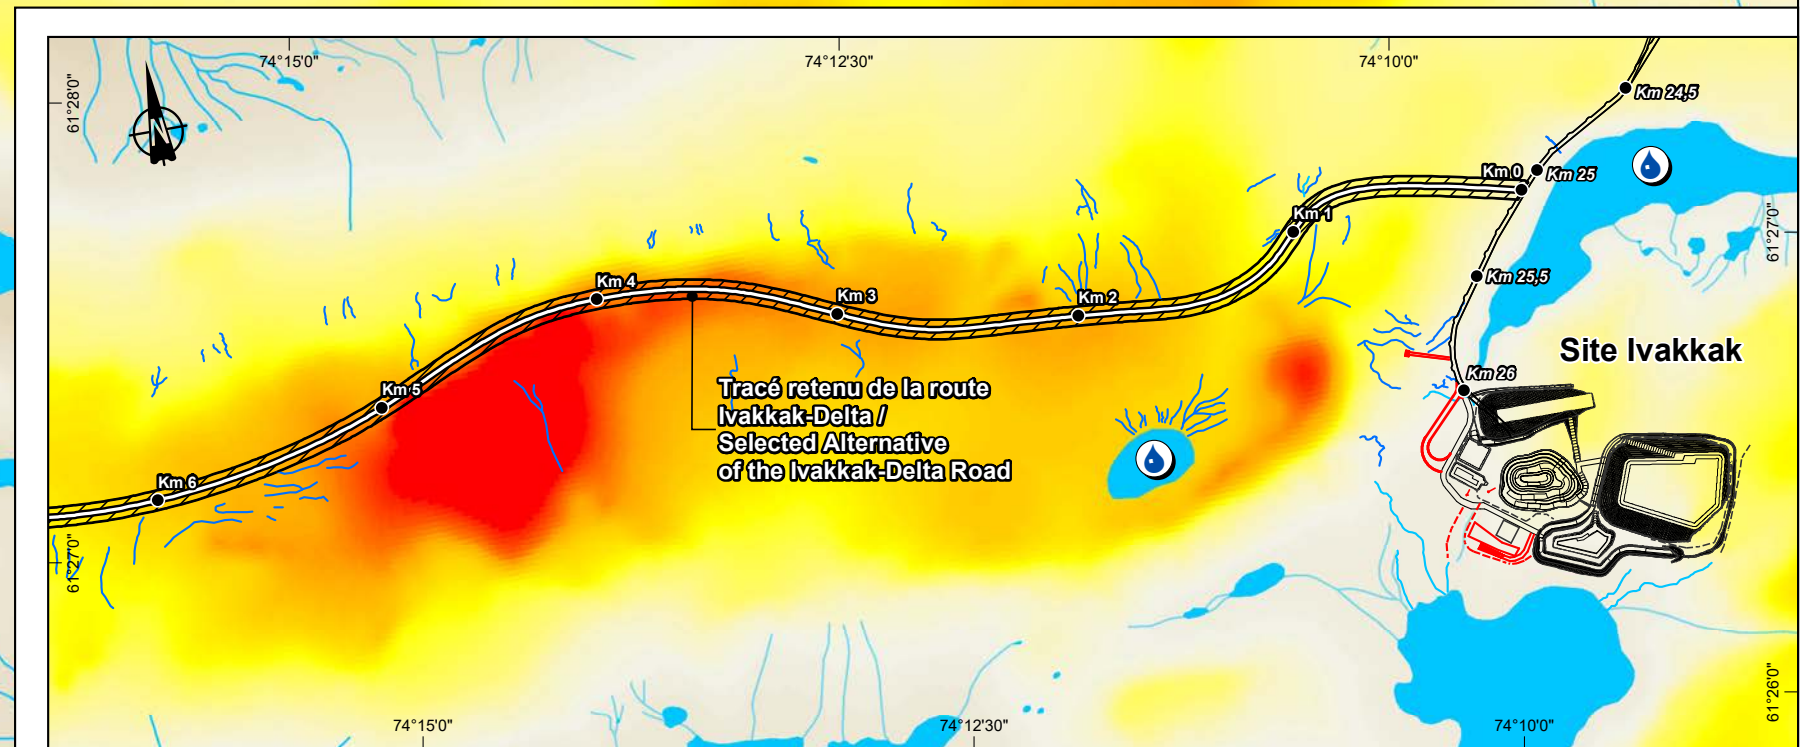 74°15'0"
74°12'30"
74°10'0"
61°28'0"
N
Km 24,5
Km 0
Km 25
Km 1
61°27'0"
Km 25,5
Km 4
Km 3
Km 2
Site Ivakkak
Km 5
Km 26
Tracé retenu de la route
Ivakkak-Delta /
Selected Alternative
of the Ivakkak-Delta Road
Km 6
61°27'0"
61°26'0"
74°15'0"
74°12'30"
74°10'0"